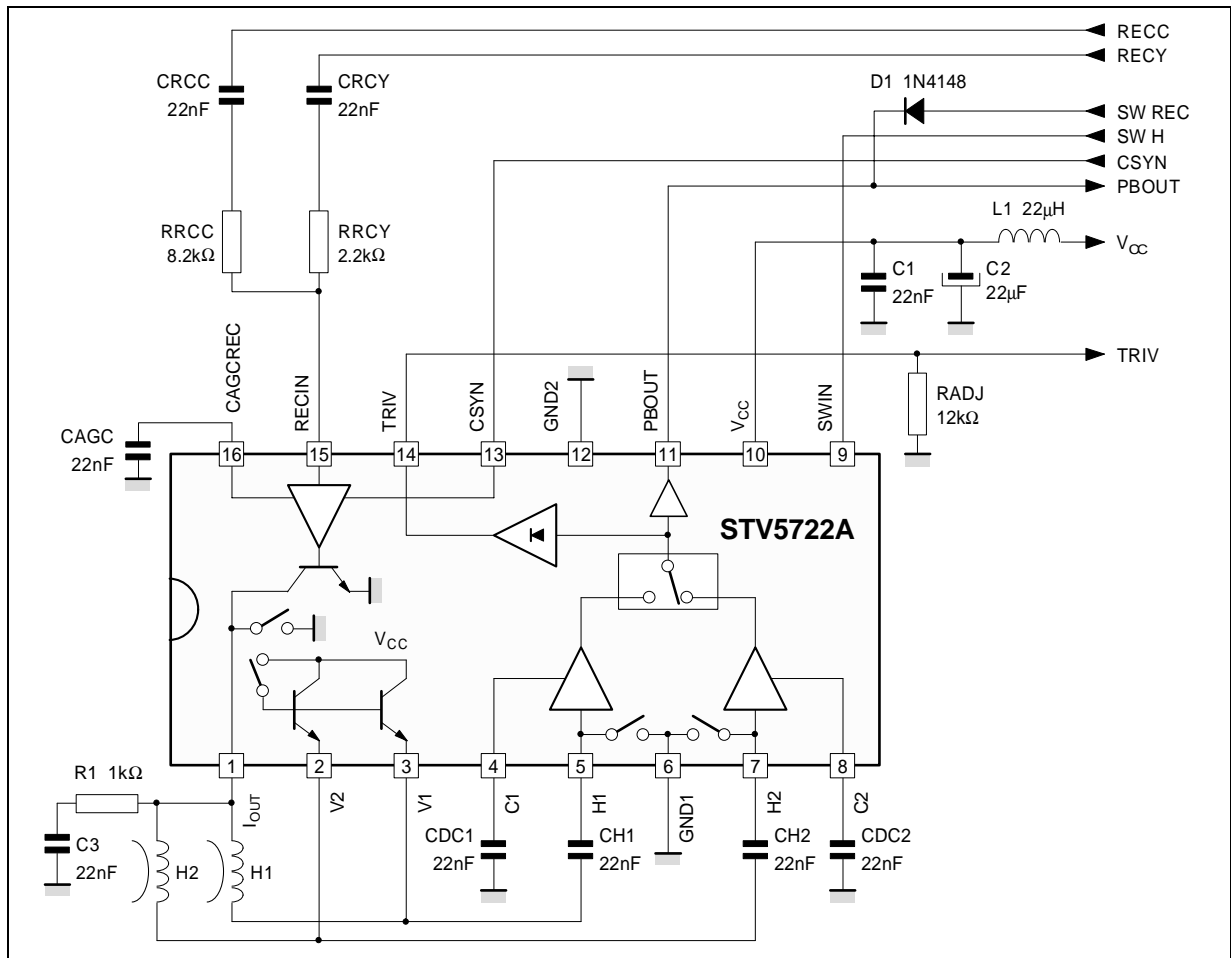 RECC
RECY
CRCC
22nF
CRCY
22nF
D1 1N4148
SW REC
SW H
CSYN
PBOUT
RRCC
8.2kΩ
RRCY
2.2kΩ
L1 22μH
VCC
C1
22nF
C2
22μF
TRIV
CAGCREC
RECIN
TRIV
CSYN
GND2
PBOUT
VCC
SWIN
RADJ
12kΩ
CAGC
22nF
16
15
14
13
12
11
10
9
STV5722A
VCC
1
2
3
4
5
6
7
8
R1 1kΩ
IOUT
V2
V1
C1
H1
GND1
H2
C2
C3
22nF
H2
H1
CDC1
22nF
CH1
22nF
CH2
22nF
CDC2
22nF